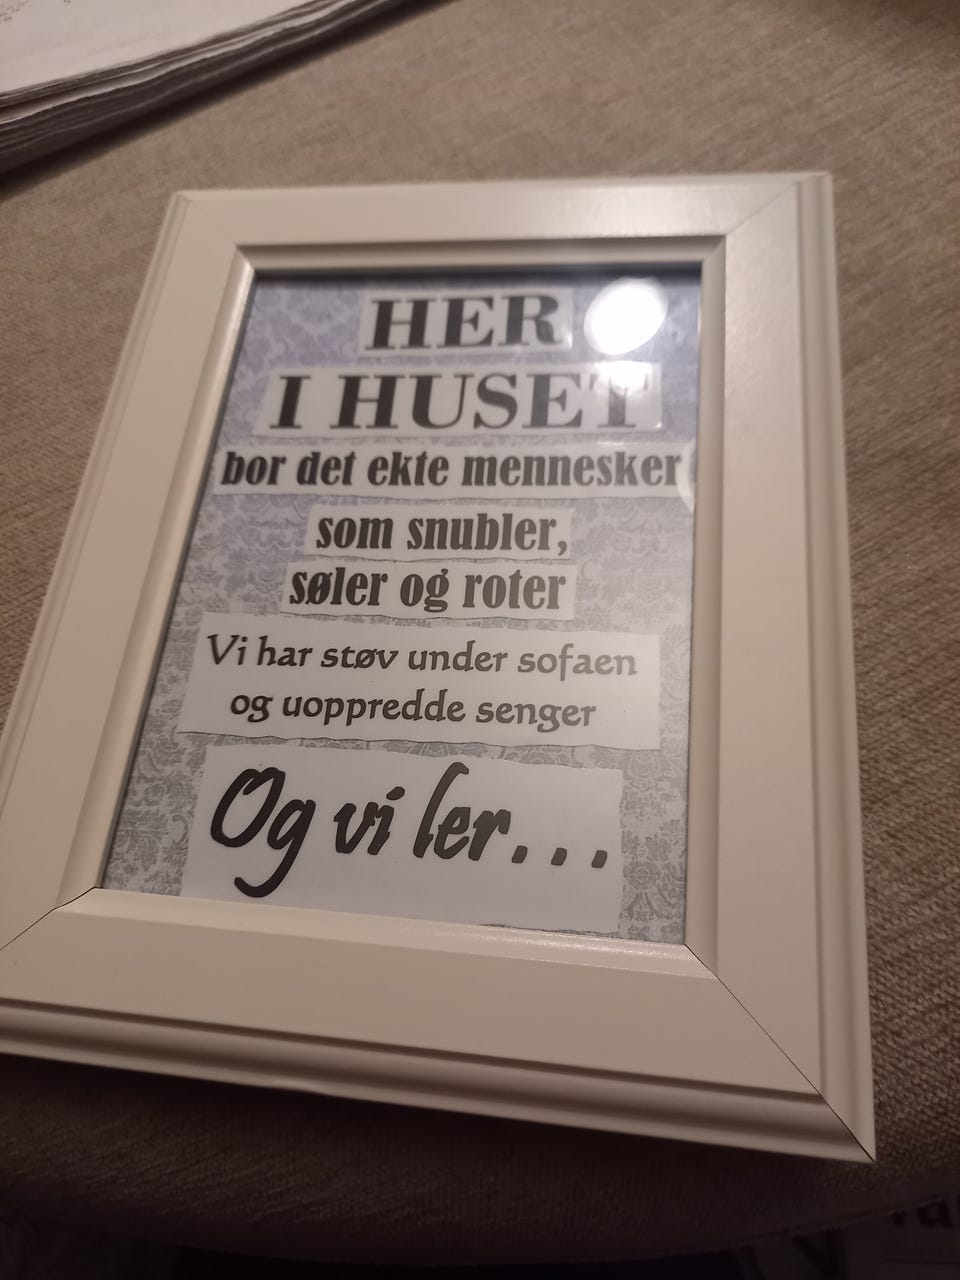 HER
I HUSET
bor det ekte mennesker
som snubler,
søler og roter
Vi har støv under sofaen
og uoppredde senger
Og vi ler...